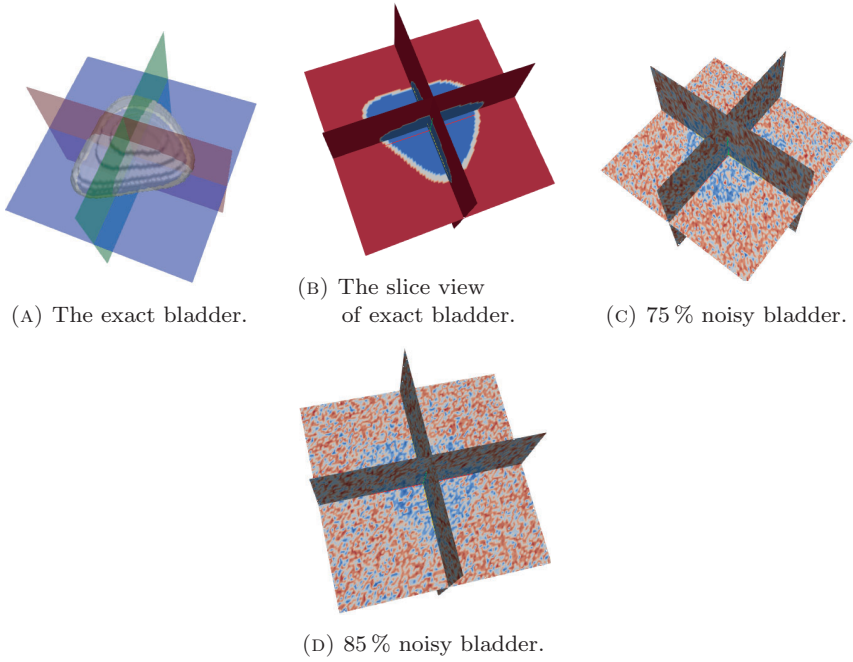 (A) The exact bladder.
(B) The slice view
of exact bladder.
(C) 75 % noisy bladder.
(D) 85 % noisy bladder.